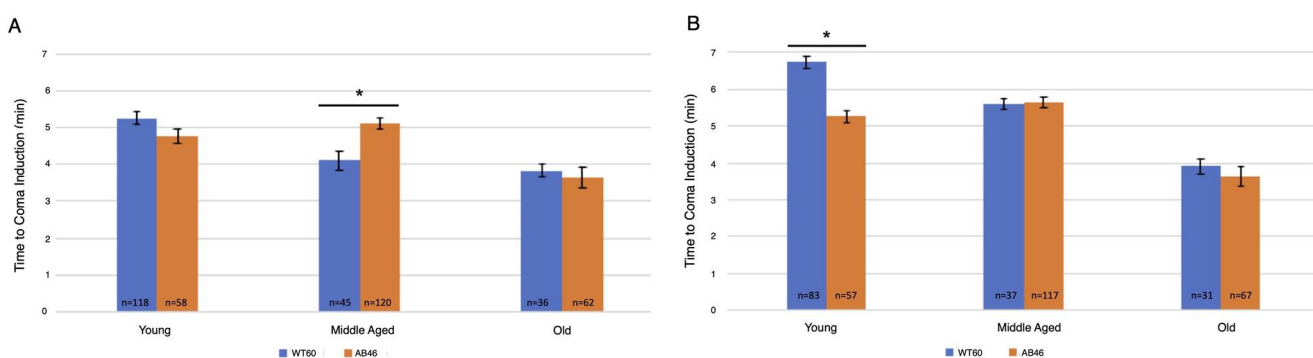 A
Time to Coma Induction (min)
7
6
5
4
3
2
1
0
*
n=118 n=58 n=45 n=120 n=36 n=62
Young Middle Aged Old
WT60 AB46
B
Time to Coma Induction (min)
7
6
5
4
3
2
1
0
*
n=83 n=57 n=37 n=117 n=31 n=67
Young Middle Aged Old
WT60 AB46